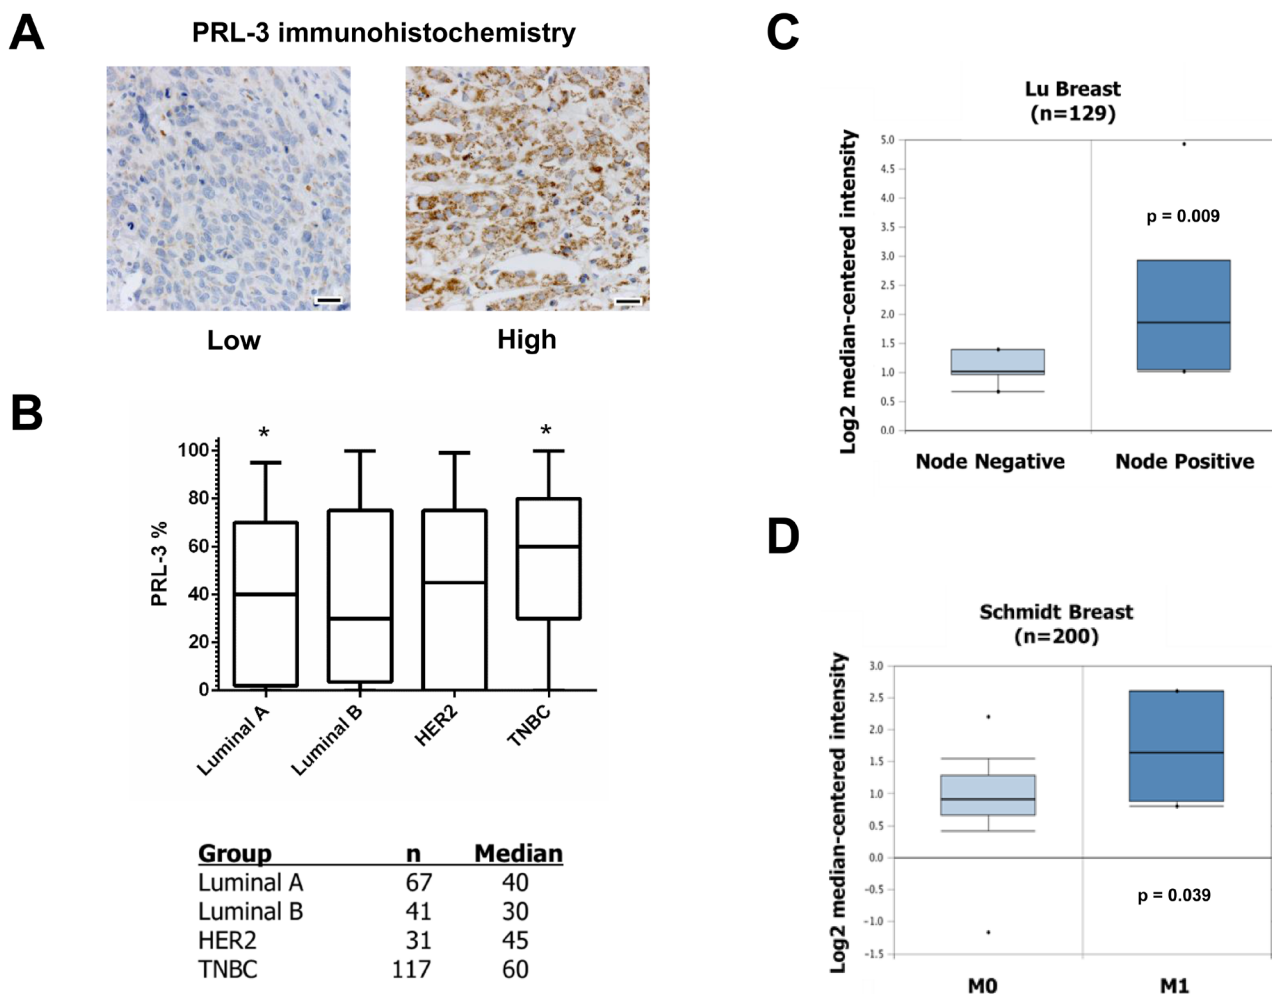 A
PRL-3 immunohistochemistry
Low
High
B
*
*
100
80
60
40
20
0
PRL-3 %
Luminal A
Luminal B
HER2
TNBC
Group n Median
Luminal A 67 40
Luminal B 41 30
HER2 31 45
TNBC 117 60
C
Lu Breast
(n=129)
Log2 median-centered intensity
5.0
4.5
4.0
3.5
3.0
2.5
2.0
1.5
1.0
0.5
0.0
p = 0.009
Node Negative
Node Positive
D
Schmidt Breast
(n=200)
Log2 median-centered intensity
3.0
2.5
2.0
1.5
1.0
0.5
0.0
-0.5
-1.0
-1.5
p = 0.039
M0
M1